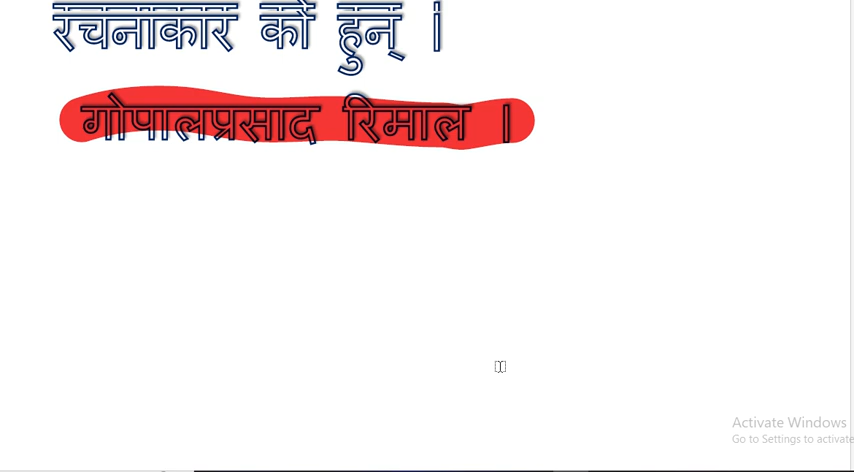 रचनाकार को हुन् ।
गोपालप्रसाद रिमाल ।
Activate Windows
Go to Settings to activate